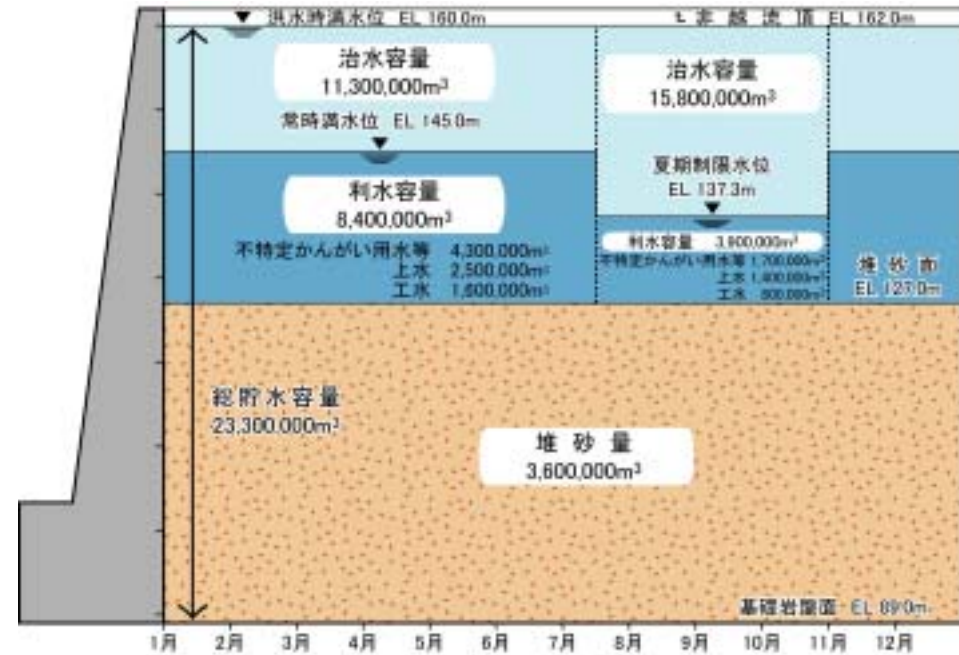 洪水時満水位 EL 160.0m
非越流頂 EL 162.0m
治水容量
11,300,000m³
常時満水位 EL 145.0m
利水容量
8,400,000m³
不特定かんがい用水等 4,300,000m³
上水 2,500,000m³
工水 1,600,000m³
治水容量
15,800,000m³
夏期制限水位
EL 137.3m
利水容量 3,900,000m³
不特定かんがい用水等 1,700,000m³
上水 1,400,000m³
工水 800,000m³
堆砂面
EL 127.0m
総貯水容量
23,300,000m³
堆砂量
3,600,000m³
基礎岩盤面 EL 89.0m
1月 2月 3月 4月 5月 6月 7月 8月 9月 10月 11月 12月